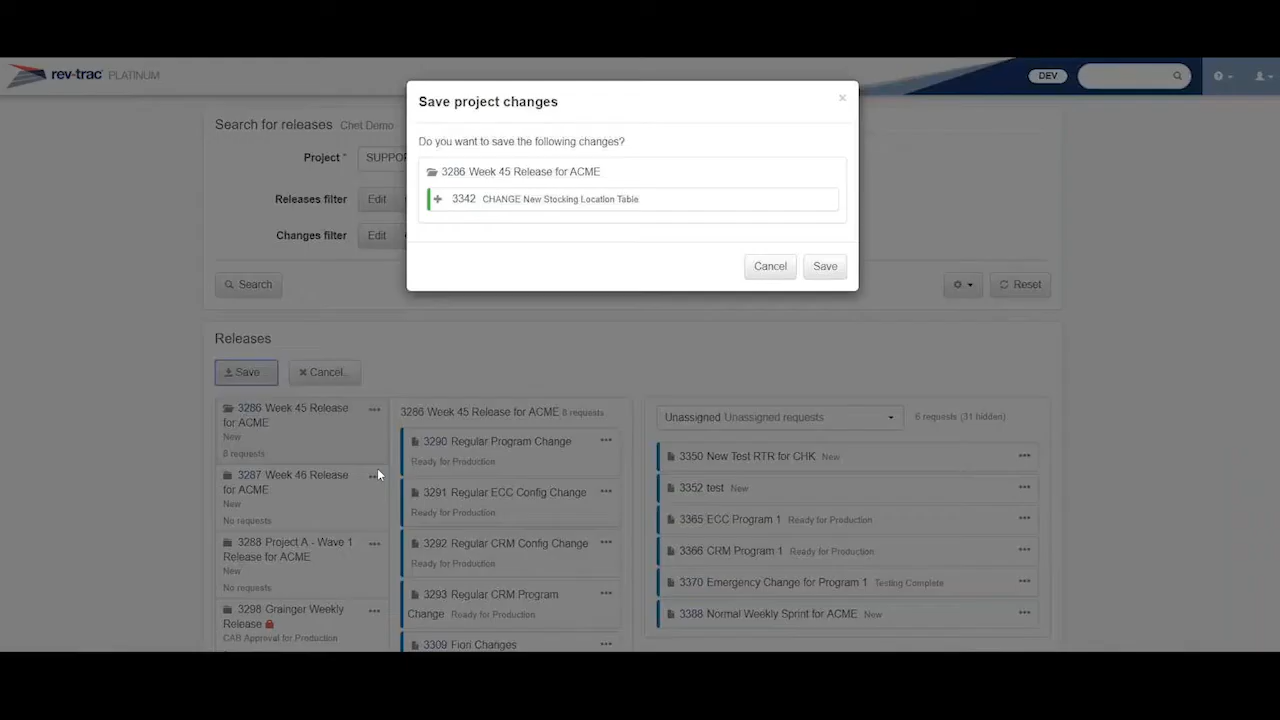 rev-trac PLATINUM
DEV
Search for releases Chet Demo
Project *
SUPPOR
Releases filter
Edit
Changes filter
Edit
Search
Reset
Save project changes
×
Do you want to save the following changes?
3286 Week 45 Release for ACME
3342 CHANGE New Stocking Location Table
Cancel
Save
Releases
Save
Cancel...
3286 Week 45 Release
for ACME
New
8 requests
3287 Week 46 Release
for ACME
New
No requests
3288 Project A - Wave 1
Release for ACME
New
No requests
3298 Grainger Weekly
Release
CAB Approval for Production
3286 Week 45 Release for ACME 8 requests
3290 Regular Program Change
Ready for Production
3291 Regular ECC Config Change
Ready for Production
3292 Regular CRM Config Change
Ready for Production
3293 Regular CRM Program
Change Ready for Production
3309 Fiori Changes
Unassigned Unassigned requests
6 requests (31 hidden)
3350 New Test RTR for CHK New
3352 test New
3365 ECC Program 1 Ready for Production
3366 CRM Program 1 Ready for Production
3370 Emergency Change for Program 1 Testing Complete
3388 Normal Weekly Sprint for ACME New